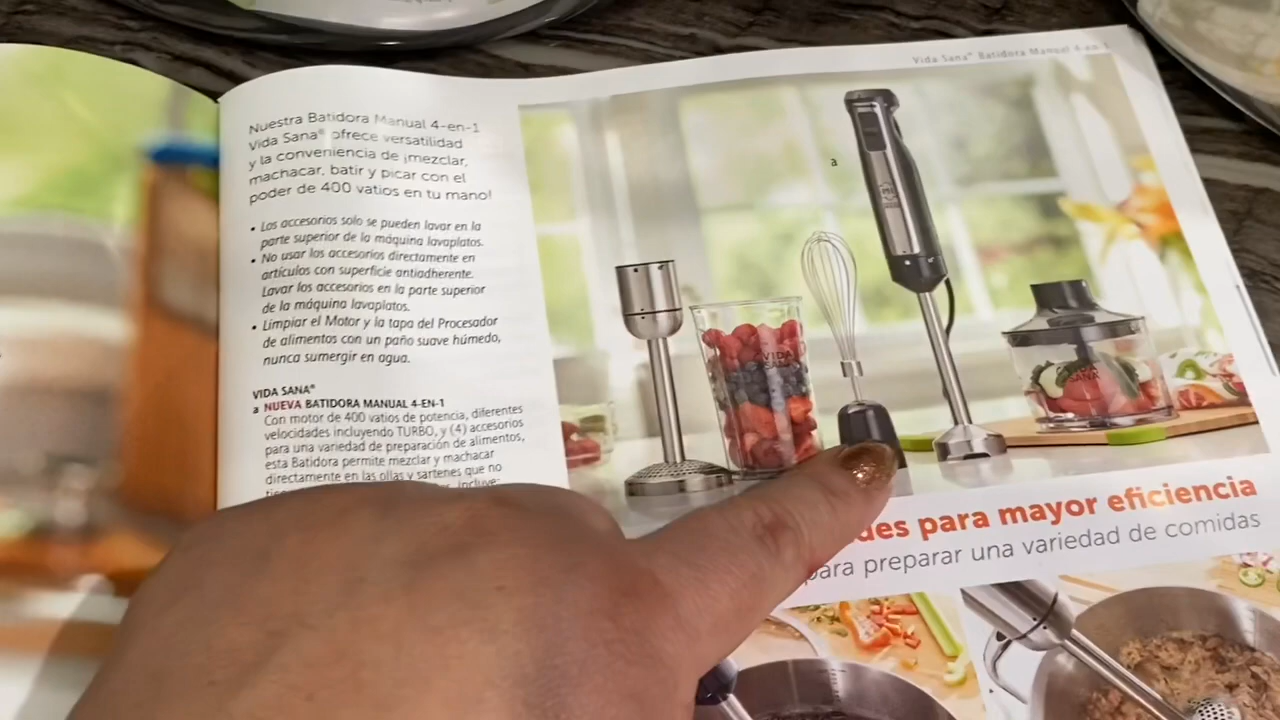 Vida Sana® Batidora Manual 4-en-1
Nuestra Batidora Manual 4-en-1
Vida Sana® ofrece versatilidad
y la conveniencia de ¡mezclar,
machacar, batir y picar con el
poder de 400 vatios en tu mano!
• Los accesorios solo se pueden lavar en la
parte superior de la máquina lavaplatos.
• No usar los accesorios directamente en
artículos con superficie antiadherente.
Lavar los accesorios en la parte superior
de la máquina lavaplatos.
• Limpiar el Motor y la tapa del Procesador
de alimentos con un paño suave húmedo,
nunca sumergir en agua.
VIDA SANA®
a NUEVA BATIDORA MANUAL 4-EN-1
Con motor de 400 vatios de potencia, diferentes
velocidades incluyendo TURBO, y (4) accesorios
para una variedad de preparación de alimentos,
esta Batidora permite mezclar y machacar
directamente en las ollas y sartenes que no
incluye:
a
VIDA
SANA
VIDA
SANA
des para mayor eficiencia
para preparar una variedad de comidas